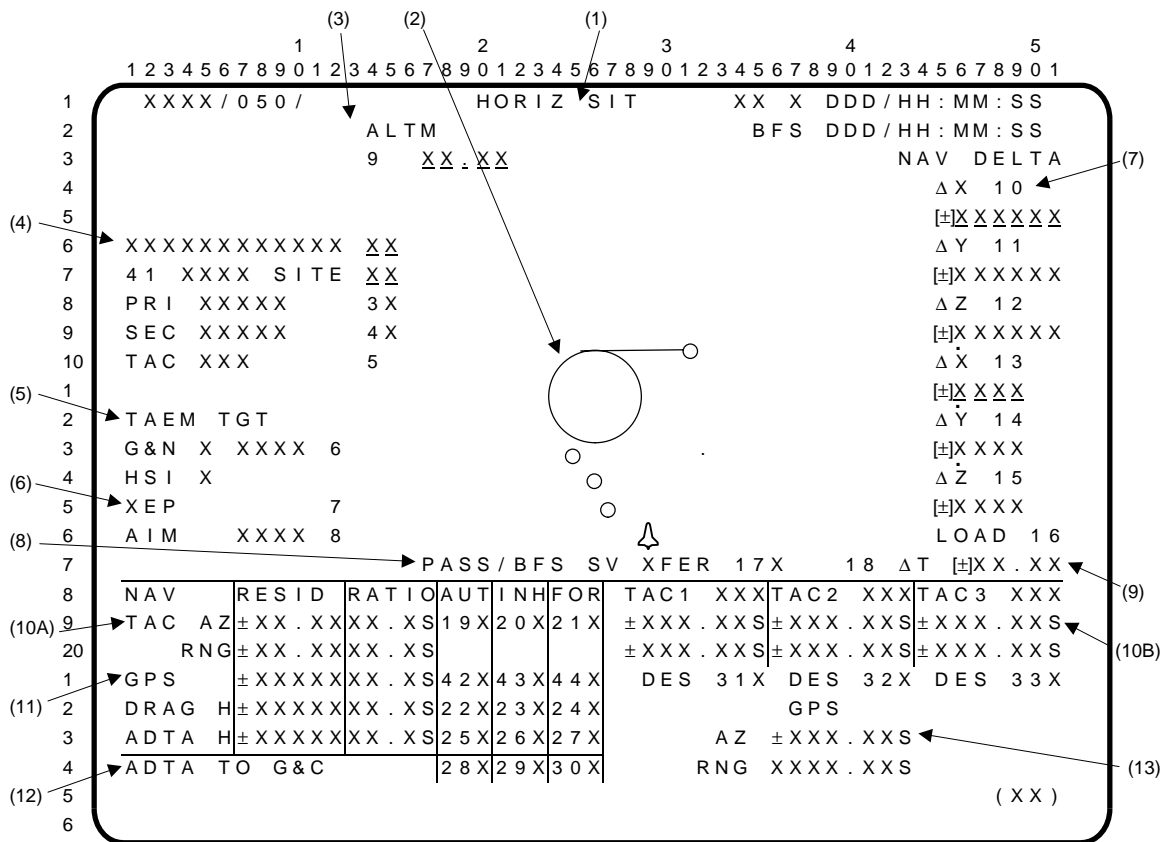 (3) (2) (1)
1 2 3 4 5
1 2 3 4 5 6 7 8 9 0 1 2 3 4 5 6 7 8 9 0 1 2 3 4 5 6 7 8 9 0 1 2 3 4 5 6 7 8 9 0 1 2 3 4 5 6 7 8 9 0 1
1 XXXX/050/ HORIZ SIT XX X DDD/HH:MM:SS
2 ALTM BFS DDD/HH:MM:SS
3 9 XX.XX NAV DELTA (7)
4 ΔX 10
(4) 5 [±]XXXXXX
6 XXXXXXXXXXXX XX ΔY 11
7 41 XXXX SITE XX [±]XXXXXX
8 PRI XXXXX 3X ΔZ 12
9 SEC XXXXX 4X [±]XXXXXX
10 TAC XXX 5 ΔẊ 13
(5) 1 [±]XXXX
2 TAEM TGT ΔẎ 14
3 G&N X XXXX 6 . [±]XXXX
(6) 4 HSI X ΔŻ 15
5 XEP 7 [±]XXXX
(8) 6 AIM XXXX 8 LOAD 16
7 PASS/BFS SV XFER 17X 18 ΔT [±]XX.XX (9)
8 NAV RESID RATIO AUT INH FOR TAC1 XXX TAC2 XXX TAC3 XXX
(10A) 9 TAC AZ ±XX.XX XX.XS 19X 20X 21X ±XXX.XXS ±XXX.XXS ±XXX.XXS (10B)
20 RNG ±XX.XX XX.XS ±XXX.XXS ±XXX.XXS ±XXX.XXS
(11) 1 GPS ±XXXXX XX.XS 42X 43X 44X DES 31X DES 32X DES 33X
2 DRAG H ±XXXXX XX.XS 22X 23X 24X GPS
3 ADTA H ±XXXXX XX.XS 25X 26X 27X AZ ±XXX.XXS (13)
(12) 4 ADTA TO G&C 28X 29X 30X RNG XXXX.XXS
5 (XX)
6